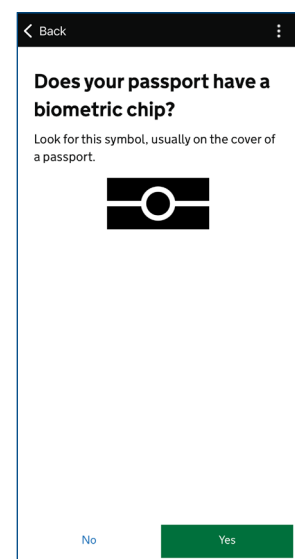 Back
Does your passport have a
biometric chip?
Look for this symbol, usually on the cover of
a passport.
No Yes